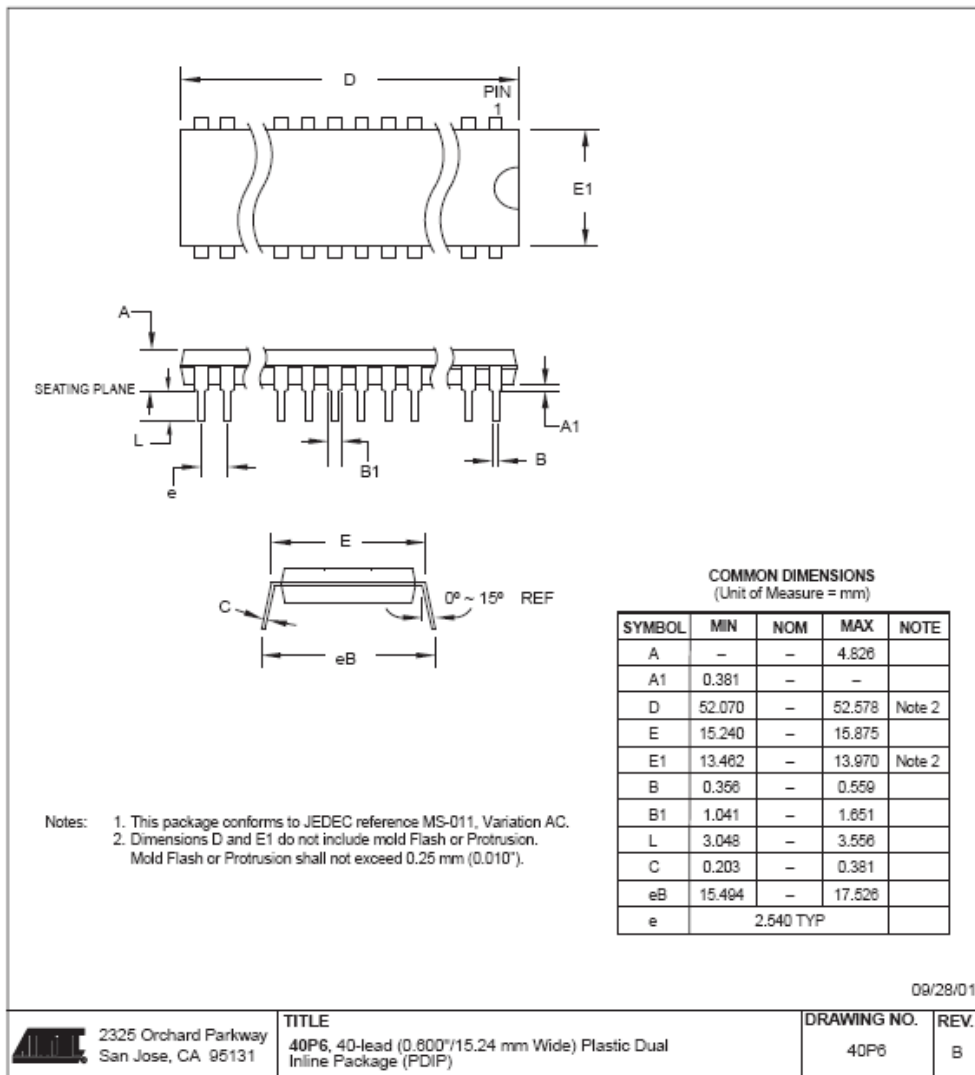 D
PIN
1
E1
A
SEATING PLANE
L
A1
B1
B
e
E
C
0º ~ 15º REF
eB
COMMON DIMENSIONS
(Unit of Measure = mm)
SYMBOL MIN NOM MAX NOTE
A – – 4.826
A1 0.381 – –
D 52.070 – 52.578 Note 2
E 15.240 – 15.875
E1 13.462 – 13.970 Note 2
B 0.356 – 0.559
B1 1.041 – 1.651
L 3.048 – 3.556
C 0.203 – 0.381
eB 15.494 – 17.526
e 2.540 TYP
Notes: 1. This package conforms to JEDEC reference MS-011, Variation AC.
2. Dimensions D and E1 do not include mold Flash or Protrusion.
Mold Flash or Protrusion shall not exceed 0.25 mm (0.010").
09/28/01
ATMEL
2325 Orchard Parkway
San Jose, CA 95131
TITLE
40P6, 40-lead (0.600"/15.24 mm Wide) Plastic Dual
Inline Package (PDIP)
DRAWING NO.
40P6
REV.
B